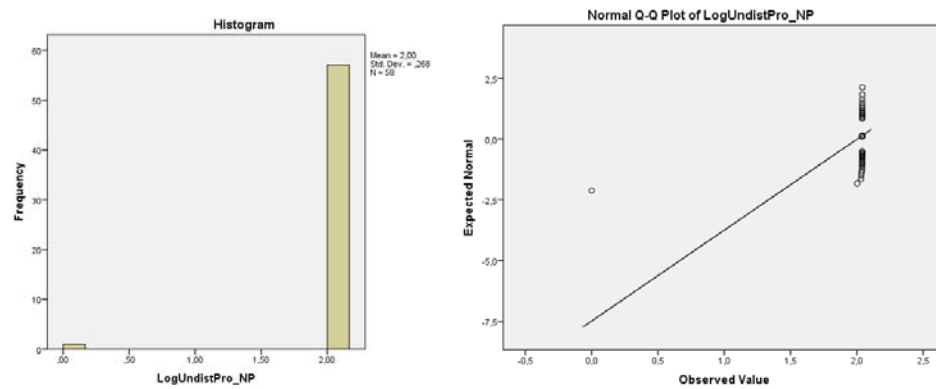 Histogram
Mean = 2,00
Std. Dev. = ,268
N = 58
Frequency
60
50
40
30
20
10
0
,00
,50
1,00
1,50
2,00
LogUndistPro_NP
Normal Q-Q Plot of LogUndistPro_NP
Expected Normal
2,5
0,0
-2,5
-5,0
-7,5
-0,5
0,0
0,5
1,0
1,5
2,0
2,5
Observed Value